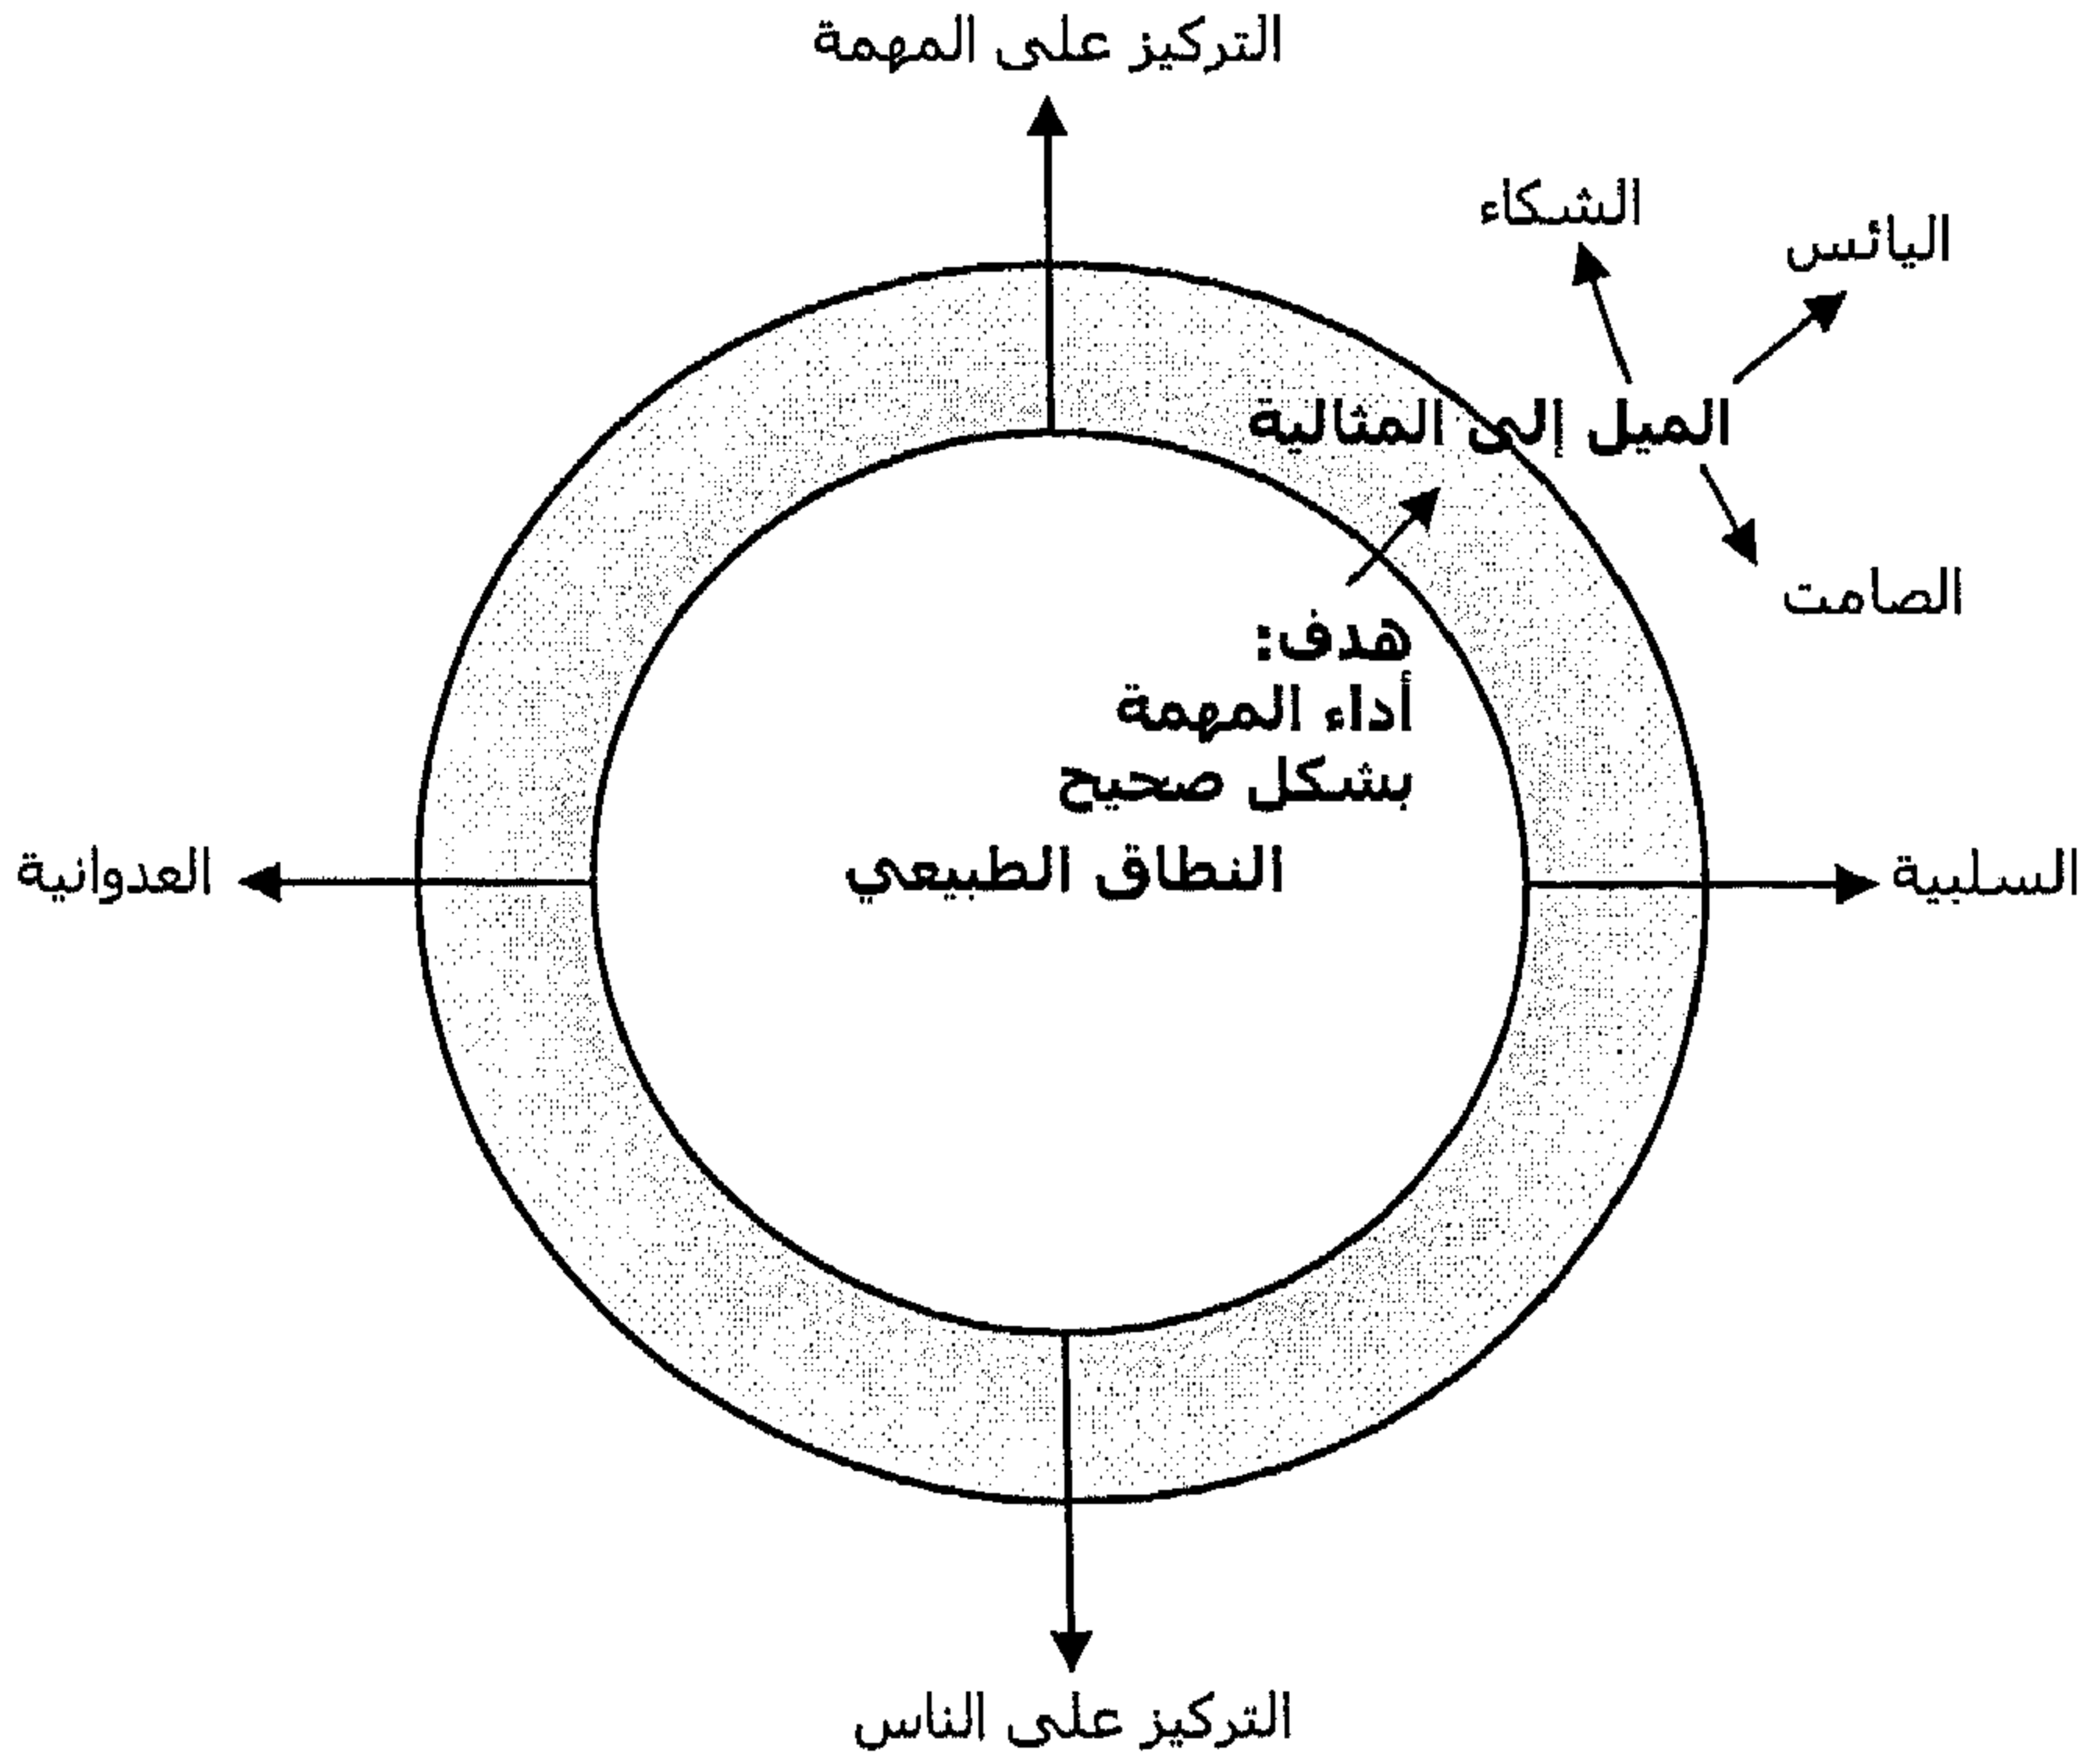 التركيز على المهمة
الشكاء
اليائس
الميل إلى المثالية
الصامت
هدف:
أداء المهمة
بشكل صحيح
النطاق الطبيعي
السلبية
العدوانية
التركيز على الناس